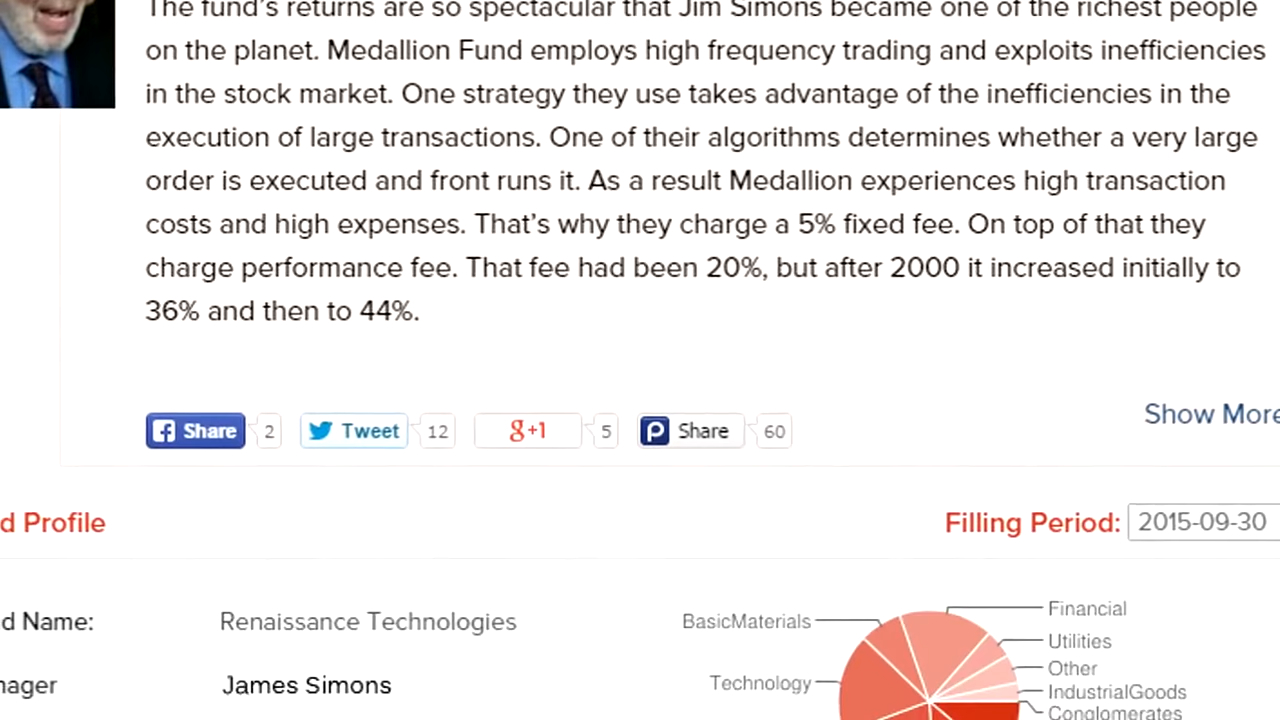 The fund's returns are so spectacular that Jim Simons became one of the richest people
on the planet. Medallion Fund employs high frequency trading and exploits inefficiencies
in the stock market. One strategy they use takes advantage of the inefficiencies in the
execution of large transactions. One of their algorithms determines whether a very large
order is executed and front runs it. As a result Medallion experiences high transaction
costs and high expenses. That's why they charge a 5% fixed fee. On top of that they
charge performance fee. That fee had been 20%, but after 2000 it increased initially to
36% and then to 44%.
Show More
Share 2 Tweet 12 g+1 5 Share 60
d Profile
Filling Period: 2015-09-30
d Name: Renaissance Technologies
nager James Simons
BasicMaterials
Technology
Financial
Utilities
Other
IndustrialGoods
Conglomerates